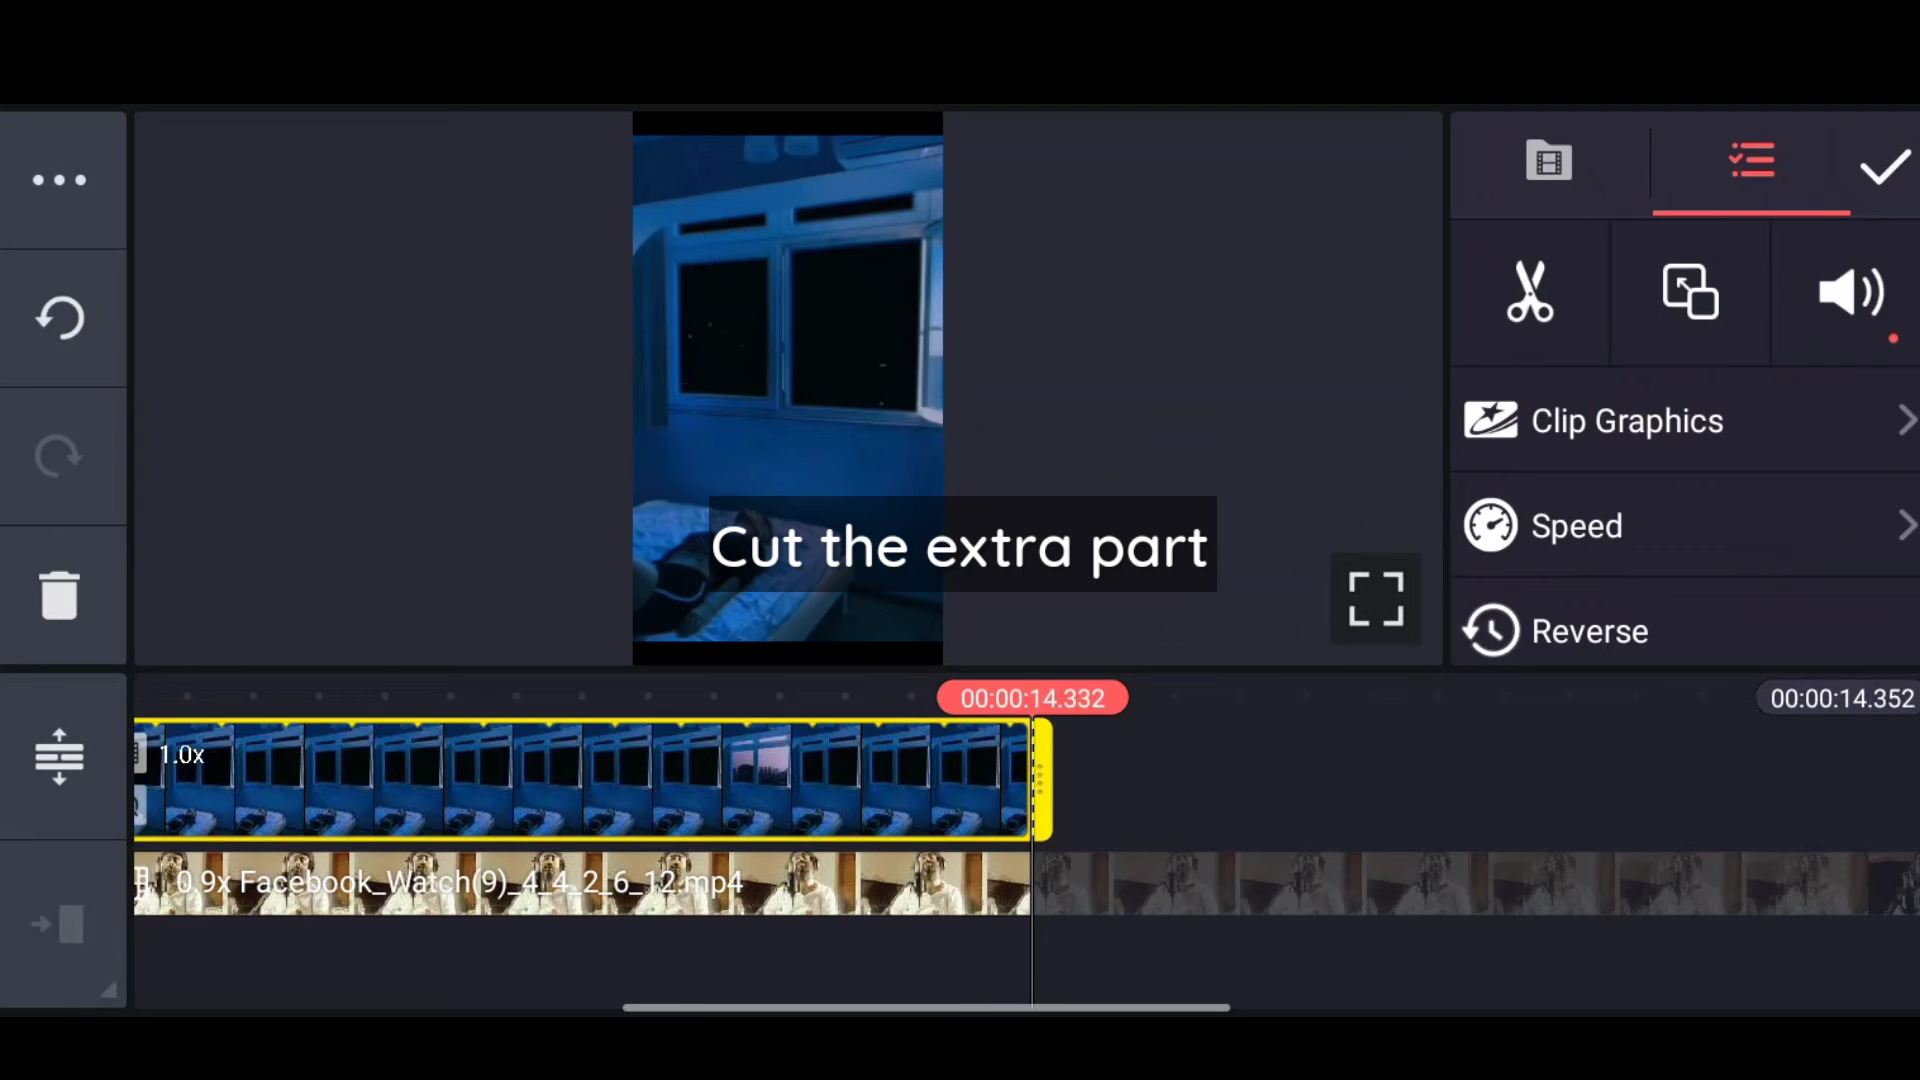 Cut the extra part
Clip Graphics
Speed
Reverse
00:00:14.332
00:00:14.352
1.0x
0.9x Facebook_Watch(9)_4_4_2_6_12.mp4